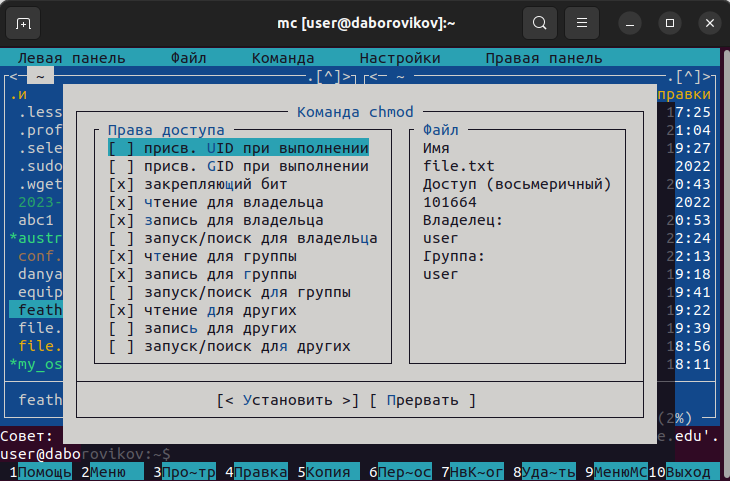 mc [user@daborovikov]:~
Левая панель Файл Команда Настройки Правая панель
<- ~ .[^]> <- ~ .[^]>
.и правки
.less 17:25
.prof 21:04
.sele 19:27
.sudo 2022
.wget 20:43
2023- 2022
abc1 20:53
*austr 22:24
conf. 22:13
danya 19:18
equip 19:41
feath 19:22
file. 19:39
file. 18:56
*my_os 18:11
feath (2%)
Команда chmod
Права доступа
[ ] присв. UID при выполнении
[ ] присв. GID при выполнении
[x] закрепляющий бит
[x] чтение для владельца
[x] запись для владельца
[ ] запуск/поиск для владельца
[x] чтение для группы
[x] запись для группы
[ ] запуск/поиск для группы
[x] чтение для других
[ ] запись для других
[ ] запуск/поиск для других
Файл
Имя
file.txt
Доступ (восьмеричный)
101664
Владелец:
user
Группа:
user
[< Установить >] [ Прервать ]
Совет: e.edu'.
user@daborovikov:~$
1Помощь 2Меню 3Про~тр 4Правка 5Копия 6Пер~ос 7НвК~ог 8Уда~ть 9МенюMC 10Выход